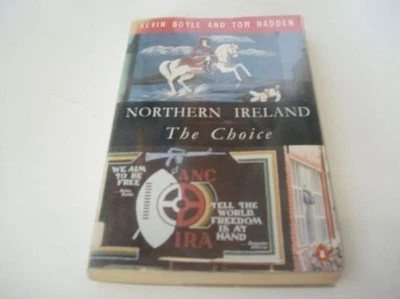 KEVIN BOYLE AND TOM HADDEN
NORTHERN IRELAND
The Choice
WE AIM
TO BE
FREE...
ANC
IRA
TELL THE
WORLD,
FREEDOM
IS AT
HAND